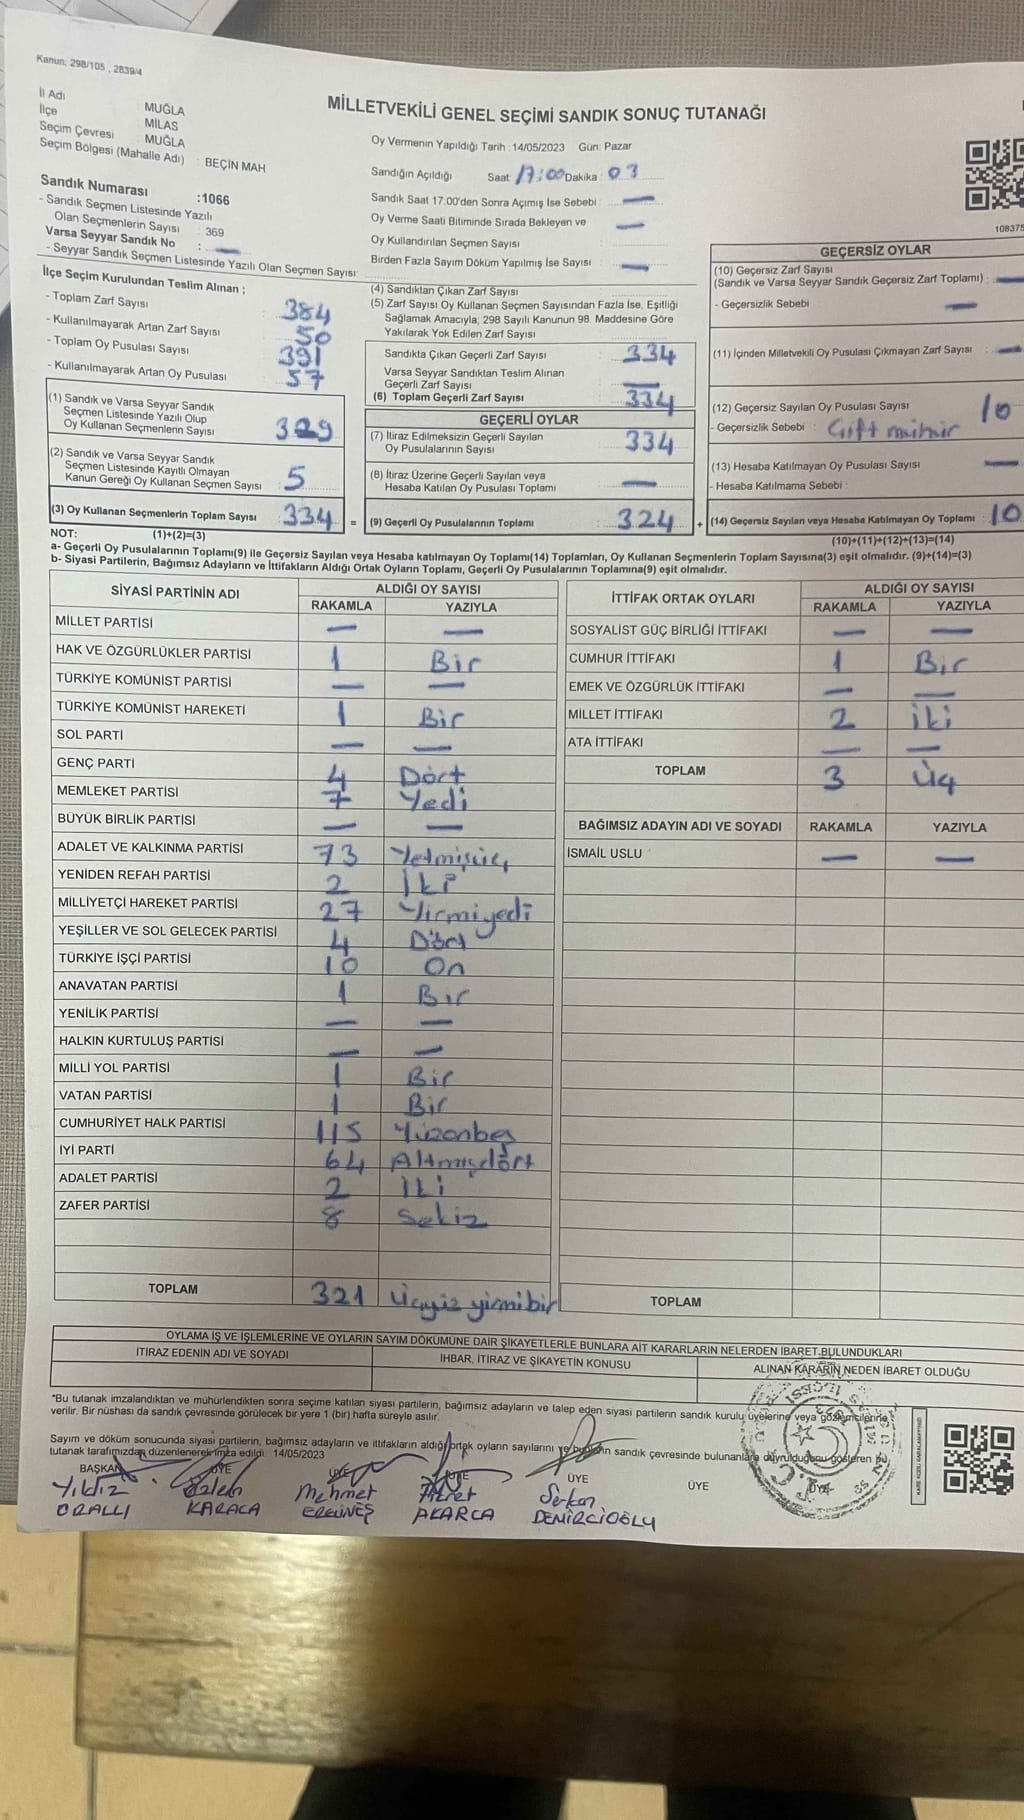 Kanun; 298/105 , 2839/4
MİLLETVEKİLİ GENEL SEÇİMİ SANDIK SONUÇ TUTANAĞI
İl Adı MUĞLA
İlçe MİLAS
Seçim Çevresi MUĞLA
Seçim Bölgesi (Mahalle Adı) : BEÇİN MAH
Sandık Numarası :1066
- Sandık Seçmen Listesinde Yazılı
Olan Seçmenlerin Sayısı : 369
Varsa Seyyar Sandık No : —
- Seyyar Sandık Seçmen Listesinde Yazılı Olan Seçmen Sayısı:
İlçe Seçim Kurulundan Teslim Alınan ;
- Toplam Zarf Sayısı : 384
- Kullanılmayarak Artan Zarf Sayısı : 50
- Toplam Oy Pusulası Sayısı : 391
- Kullanılmayarak Artan Oy Pusulası : 57
(1) Sandık ve Varsa Seyyar Sandık
Seçmen Listesinde Yazılı Olup
Oy Kullanan Seçmenlerin Sayısı : 329
(2) Sandık ve Varsa Seyyar Sandık
Seçmen Listesinde Kayıtlı Olmayan
Kanun Gereği Oy Kullanan Seçmen Sayısı : 5
(3) Oy Kullanan Seçmenlerin Toplam Sayısı : 334 =
Oy Vermenin Yapıldığı Tarih :14/05/2023 Gün: Pazar
Sandığın Açıldığı Saat: 17:00 Dakika : 03
Sandık Saat 17.00'den Sonra Açımış İse Sebebi : —
Oy Verme Saati Bitiminde Sırada Bekleyen ve : —
Oy Kullandırılan Seçmen Sayısı
Birden Fazla Sayım Döküm Yapılmış İse Sayısı : —
(4) Sandıktan Çıkan Zarf Sayısı :
(5) Zarf Sayısı Oy Kullanan Seçmen Sayısından Fazla İse, Eşitliği
Sağlamak Amacıyla; 298 Sayılı Kanunun 98. Maddesine Göre
Yakılarak Yok Edilen Zarf Sayısı :
Sandıkta Çıkan Geçerli Zarf Sayısı : 334
Varsa Seyyar Sandıktan Teslim Alınan
Geçerli Zarf Sayısı : —
(6) Toplam Geçerli Zarf Sayısı : 334
GEÇERLİ OYLAR
(7) İtiraz Edilmeksizin Geçerli Sayılan
Oy Pusulalarının Sayısı : 334
(8) İtiraz Üzerine Geçerli Sayılan veya
Hesaba Katılan Oy Pusulası Toplamı : —
(9) Geçerli Oy Pusulalarının Toplamı : 324 +
108375
GEÇERSİZ OYLAR
(10) Geçersiz Zarf Sayısı
(Sandık ve Varsa Seyyar Sandık Geçersiz Zarf Toplamı) : —
- Geçersizlik Sebebi : —
(11) İçinden Milletvekili Oy Pusulası Çıkmayan Zarf Sayısı : —
(12) Geçersiz Sayılan Oy Pusulası Sayısı : 10
- Geçersizlik Sebebi : Çift mühür
(13) Hesaba Katılmayan Oy Pusulası Sayısı : —
- Hesaba Katılmama Sebebi :
(14) Geçersiz Sayılan veya Hesaba Katılmayan Oy Toplamı : 10
NOT: (1)+(2)=(3) (10)+(11)+(12)+(13)=(14)
a- Geçerli Oy Pusulalarının Toplamı(9) ile Geçersiz Sayılan veya Hesaba katılmayan Oy Toplamı(14) Toplamları, Oy Kullanan Seçmenlerin Toplam Sayısına(3) eşit olmalıdır. (9)+(14)=(3)
b- Siyasi Partilerin, Bağımsız Adayların ve İttifakların Aldığı Ortak Oyların Toplamı, Geçerli Oy Pusulalarının Toplamına(9) eşit olmalıdır.
SİYASİ PARTİNİN ADI ALDIĞI OY SAYISI
RAKAMLA YAZIYLA
MİLLET PARTİSİ — —
HAK VE ÖZGÜRLÜKLER PARTİSİ 1 Bir
TÜRKİYE KOMÜNİST PARTİSİ — —
TÜRKİYE KOMÜNİST HAREKETİ 1 Bir
SOL PARTİ — —
GENÇ PARTİ 4 Dört
MEMLEKET PARTİSİ 7 Yedi
BÜYÜK BİRLİK PARTİSİ — —
ADALET VE KALKINMA PARTİSİ 73 Yetmişüç
YENİDEN REFAH PARTİSİ 2 İki
MİLLİYETÇİ HAREKET PARTİSİ 27 Yirmiyedi
YEŞİLLER VE SOL GELECEK PARTİSİ 4 Dört
TÜRKİYE İŞÇİ PARTİSİ 10 On
ANAVATAN PARTİSİ 1 Bir
YENİLİK PARTİSİ — —
HALKIN KURTULUŞ PARTİSİ — —
MİLLİ YOL PARTİSİ 1 Bir
VATAN PARTİSİ 1 Bir
CUMHURİYET HALK PARTİSİ 115 Yüzonbeş
İYİ PARTİ 64 Altmışdört
ADALET PARTİSİ 2 İki
ZAFER PARTİSİ 8 Sekiz
TOPLAM 321 üçyüz yirmibir
İTTİFAK ORTAK OYLARI ALDIĞI OY SAYISI
RAKAMLA YAZIYLA
SOSYALİST GÜÇ BİRLİĞİ İTTİFAKI — —
CUMHUR İTTİFAKI 1 Bir
EMEK VE ÖZGÜRLÜK İTTİFAKI — —
MİLLET İTTİFAKI 2 İki
ATA İTTİFAKI — —
TOPLAM 3 Üç
BAĞIMSIZ ADAYIN ADI VE SOYADI RAKAMLA YAZIYLA
İSMAİL USLU — —
TOPLAM
OYLAMA İŞ VE İŞLEMLERİNE VE OYLARIN SAYIM DÖKÜMÜNE DAİR ŞİKAYETLERLE BUNLARA AİT KARARLARIN NELERDEN İBARET BULUNDUKLARI
İTİRAZ EDENİN ADI VE SOYADI İHBAR, İTİRAZ VE ŞİKAYETİN KONUSU ALINAN KARARIN NEDEN İBARET OLDUĞU
*Bu tutanak imzalandıktan ve mühürlendikten sonra seçime katılan siyasi partilerin, bağımsız adayların ve talep eden siyasi partilerin sandık kurulu üyelerine veya gözlemcilerine
verilir. Bir nüshası da sandık çevresinde görülecek bir yere 1 (bir) hafta süreyle asılır.
Sayım ve döküm sonucunda siyasi partilerin, bağımsız adayların ve ittifakların aldığı ortak oyların sayılarını ve bunların sandık çevresinde bulunanlara duyrulduğunu gösteren bu
tutanak tarafımızdan düzenlenerek imza edildi. 14/05/2023
BAŞKAN ÜYE ÜYE ÜYE ÜYE ÜYE ÜYE
Yıldız Özlem Mehmet Fikret Serkan
ORALLI KARACA ERGÜNEŞ AKARCA DEMİRCİOĞLU
T.C.